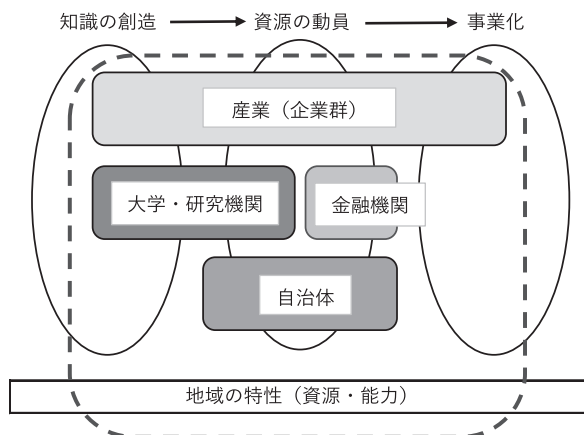 知識の創造 資源の動員 事業化
産業（企業群）
大学・研究機関 金融機関
自治体
地域の特性（資源・能力）